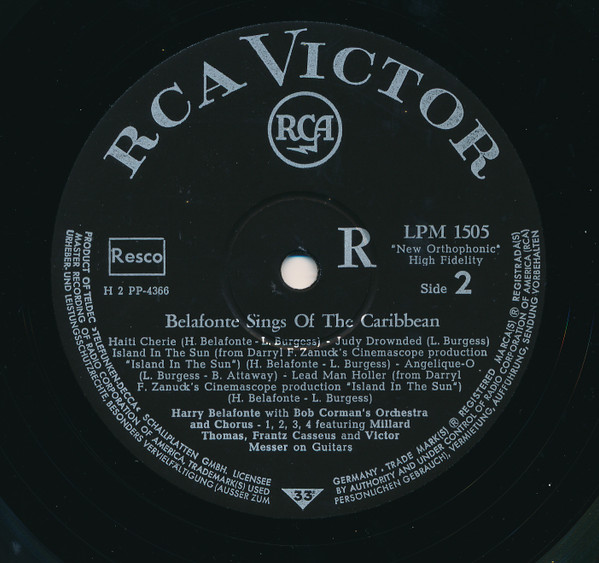 RCA VICTOR
RCA
R
LPM 1505
"New Orthophonic"
High Fidelity
Side 2
Resco
H 2 PP-4366
Belafonte Sings Of The Caribbean
Haiti Cherie (H. Belafonte - L. Burgess) - Judy Drownded (L. Burgess)
Island In The Sun (from Darryl F. Zanuck's Cinemascope production
"Island In The Sun") (H. Belafonte - L. Burgess) - Angelique-O
(L. Burgess - B. Attaway) - Lead Man Holler (from Darryl
F. Zanuck's Cinemascope production "Island In The Sun")
(H. Belafonte - L. Burgess)
Harry Belafonte with Bob Corman's Orchestra
and Chorus - 1, 2, 3, 4 featuring Millard
Thomas, Frantz Casseus and Victor
Messer on Guitars
PRODUCT OF TELDEC »TELEFUNKEN-DECCA« SCHALLPLATTEN GMBH. LICENSEE
MASTER RECORDING OF RADIO CORPORATION OF AMERICA, TRADEMARK(S) USED
URHEBER- UND LEISTUNGSSCHUTZRECHTE, BESONDERS VERVIELFÄLTIGUNG (AUSSER ZUM
33
GERMANY · TRADE MARK(S) ® REGISTERED. MARCA(S) ® REGISTRADA(S)
BY AUTHORITY AND UNDER CONTROL OF RADIO CORPORATION OF AMERICA (RCA)
PERSÖNLICHEN GEBRAUCH), VERMIETUNG, AUFFÜHRUNG, SENDUNG VORBEHALTEN